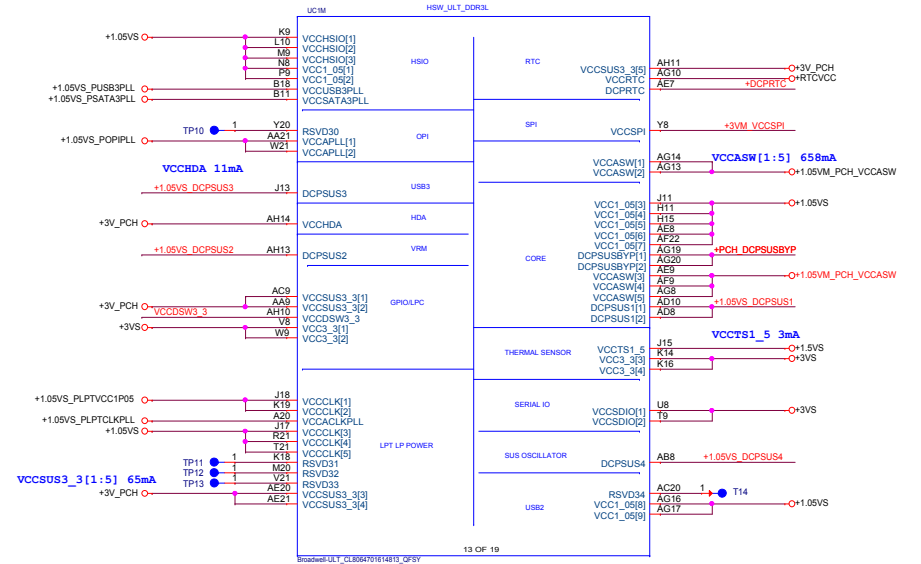 UC1M
HSW_ULT_DDR3L
+1.05VS
K9
L10
M9
N8
P9
VCCHSIO[1]
VCCHSIO[2]
VCCHSIO[3]
VCC1_05[1]
VCC1_05[2]
HSIO
+1.05VS_PUSB3PLL
B18
VCCUSB3PLL
+1.05VS_PSATA3PLL
B11
VCCSATA3PLL
TP10
1
Y20
RSVD30
+1.05VS_POPIPLL
AA21
VCCAPLL[1]
W21
VCCAPLL[2]
OPI
VCCHDA 11mA
+1.05VS_DCPSUS3
J13
DCPSUS3
USB3
+3V_PCH
AH14
VCCHDA
HDA
+1.05VS_DCPSUS2
AH13
DCPSUS2
VRM
GPIO/LPC
+3V_PCH
AC9
VCCSUS3_3[1]
AA9
VCCSUS3_3[2]
VCCDSW3_3
AH10
VCCDSW3_3
+3VS
V8
VCC3_3[1]
W9
VCC3_3[2]
+1.05VS_PLPTVCC1P05
J18
VCCCLK[1]
K19
VCCCLK[2]
+1.05VS_PLPTCLKPLL
A20
VCCACLKPLL
+1.05VS
J17
VCCCLK[3]
R21
VCCCLK[4]
T21
VCCCLK[5]
LPT LP POWER
TP11
1
K18
RSVD31
TP12
1
M20
RSVD32
TP13
1
V21
RSVD33
VCCSUS3_3[1:5] 65mA
+3V_PCH
AE20
VCCSUS3_3[3]
AE21
VCCSUS3_3[4]
RTC
VCCSUS3_3[5]
AH11
+3V_PCH
VCCRTC
AG10
+RTCVCC
DCPRTC
AE7
+DCPRTC
SPI
VCCSPI
Y8
+3VM_VCCSPI
VCCASW[1]
AG14
VCCASW[1:5] 658mA
VCCASW[2]
AG13
+1.05VM_PCH_VCCASW
CORE
VCC1_05[3]
J11
+1.05VS
VCC1_05[4]
H11
VCC1_05[5]
H15
VCC1_05[6]
AE8
VCC1_05[7]
AF22
DCPSUSBYP[1]
AG19
+PCH_DCPSUSBYP
DCPSUSBYP[2]
AG20
VCCASW[3]
AE9
+1.05VM_PCH_VCCASW
VCCASW[4]
AF9
VCCASW[5]
AG8
DCPSUS1[1]
AD10
+1.05VS_DCPSUS1
DCPSUS1[2]
AD8
VCCTS1_5 3mA
THERMAL SENSOR
VCCTS1_5
J15
+1.5VS
VCC3_3[3]
K14
+3VS
VCC3_3[4]
K16
SERIAL IO
VCCSDIO[1]
U8
+3VS
VCCSDIO[2]
T9
SUS OSCILLATOR
DCPSUS4
AB8
+1.05VS_DCPSUS4
USB2
RSVD34
AC20
1
T14
VCC1_05[8]
AG16
+1.05VS
VCC1_05[9]
AG17
13 OF 19
Broadwell-ULT_CL8064701614813_QFSY